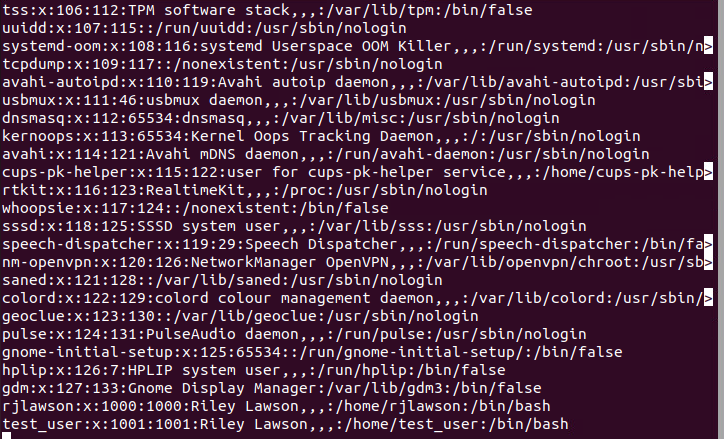 tss:x:106:112:TPM software stack,,,:/var/lib/tpm:/bin/false
uuidd:x:107:115::/run/uuidd:/usr/sbin/nologin
systemd-oom:x:108:116:systemd Userspace OOM Killer,,,:/run/systemd:/usr/sbin/n>
tcpdump:x:109:117::/nonexistent:/usr/sbin/nologin
avahi-autoipd:x:110:119:Avahi autoip daemon,,,:/var/lib/avahi-autoipd:/usr/sbi>
usbmux:x:111:46:usbmux daemon,,,:/var/lib/usbmux:/usr/sbin/nologin
dnsmasq:x:112:65534:dnsmasq,,,:/var/lib/misc:/usr/sbin/nologin
kernoops:x:113:65534:Kernel Oops Tracking Daemon,,,:/:/usr/sbin/nologin
avahi:x:114:121:Avahi mDNS daemon,,,:/run/avahi-daemon:/usr/sbin/nologin
cups-pk-helper:x:115:122:user for cups-pk-helper service,,,:/home/cups-pk-help>
rtkit:x:116:123:RealtimeKit,,,:/proc:/usr/sbin/nologin
whoopsie:x:117:124::/nonexistent:/bin/false
sssd:x:118:125:SSSD system user,,,:/var/lib/sss:/usr/sbin/nologin
speech-dispatcher:x:119:29:Speech Dispatcher,,,:/run/speech-dispatcher:/bin/fa>
nm-openvpn:x:120:126:NetworkManager OpenVPN,,,:/var/lib/openvpn/chroot:/usr/sb>
saned:x:121:128::/var/lib/saned:/usr/sbin/nologin
colord:x:122:129:colord colour management daemon,,,:/var/lib/colord:/usr/sbin/>
geoclue:x:123:130::/var/lib/geoclue:/usr/sbin/nologin
pulse:x:124:131:PulseAudio daemon,,,:/run/pulse:/usr/sbin/nologin
gnome-initial-setup:x:125:65534::/run/gnome-initial-setup/:/bin/false
hplip:x:126:7:HPLIP system user,,,:/run/hplip:/bin/false
gdm:x:127:133:Gnome Display Manager:/var/lib/gdm3:/bin/false
rjlawson:x:1000:1000:Riley Lawson,,,:/home/rjlawson:/bin/bash
test_user:x:1001:1001:Riley Lawson,,,:/home/test_user:/bin/bash